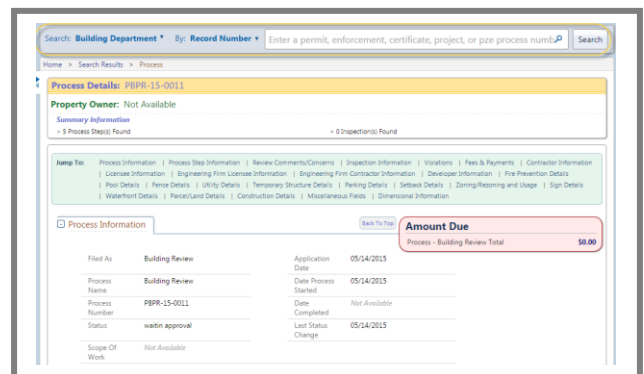 Search: Building Department ▾ By: Record Number ▾ Enter a permit, enforcement, certificate, project, or pze process numb Search
Home > Search Results > Process
Process Details: PBPR-15-0011
Property Owner: Not Available
Summary Information
> 5 Process Step(s) Found > 0 Inspection(s) Found
Jump To: Process Information | Process Step Information | Review Comments/Concerns | Inspection Information | Violations | Fees & Payments | Contractor Information
| Licensee Information | Engineering Firm Licensee Information | Engineering Firm Contractor Information | Developer Information | Fire Prevention Details
| Pool Details | Fence Details | Utility Details | Temporary Structure Details | Parking Details | Setback Details | Zoning/Rezoning and Usage | Sign Details
| Waterfront Details | Parcel/Land Details | Construction Details | Miscelaneous Fields | Dimensional Information
- Process Information Back To Top Amount Due
Process - Building Review Total $0.00
Filed As Building Review Application Date 05/14/2015
Process Name Building Review Date Process Started 05/14/2015
Process Number PBPR-15-0011 Date Completed Not Available
Status waitin approval Last Status Change 05/14/2015
Scope Of Work Not Available